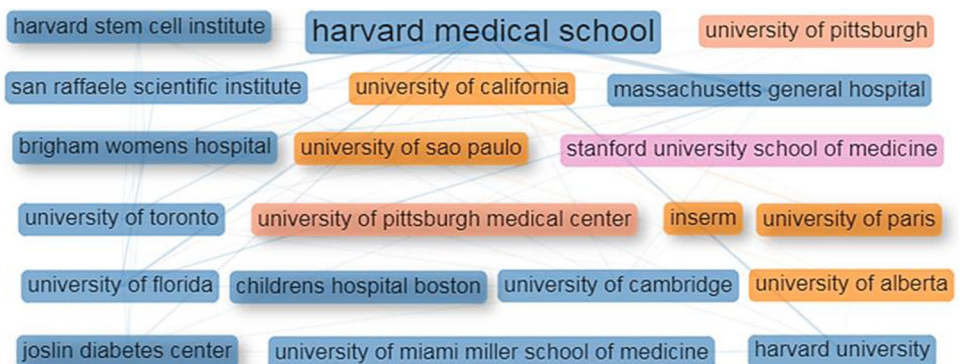 harvard stem cell institute
harvard medical school
university of pittsburgh
san raffaele scientific institute
university of california
massachusetts general hospital
brigham womens hospital
university of sao paulo
stanford university school of medicine
university of toronto
university of pittsburgh medical center
inserm
university of paris
university of florida
childrens hospital boston
university of cambridge
university of alberta
joslin diabetes center
university of miami miller school of medicine
harvard university